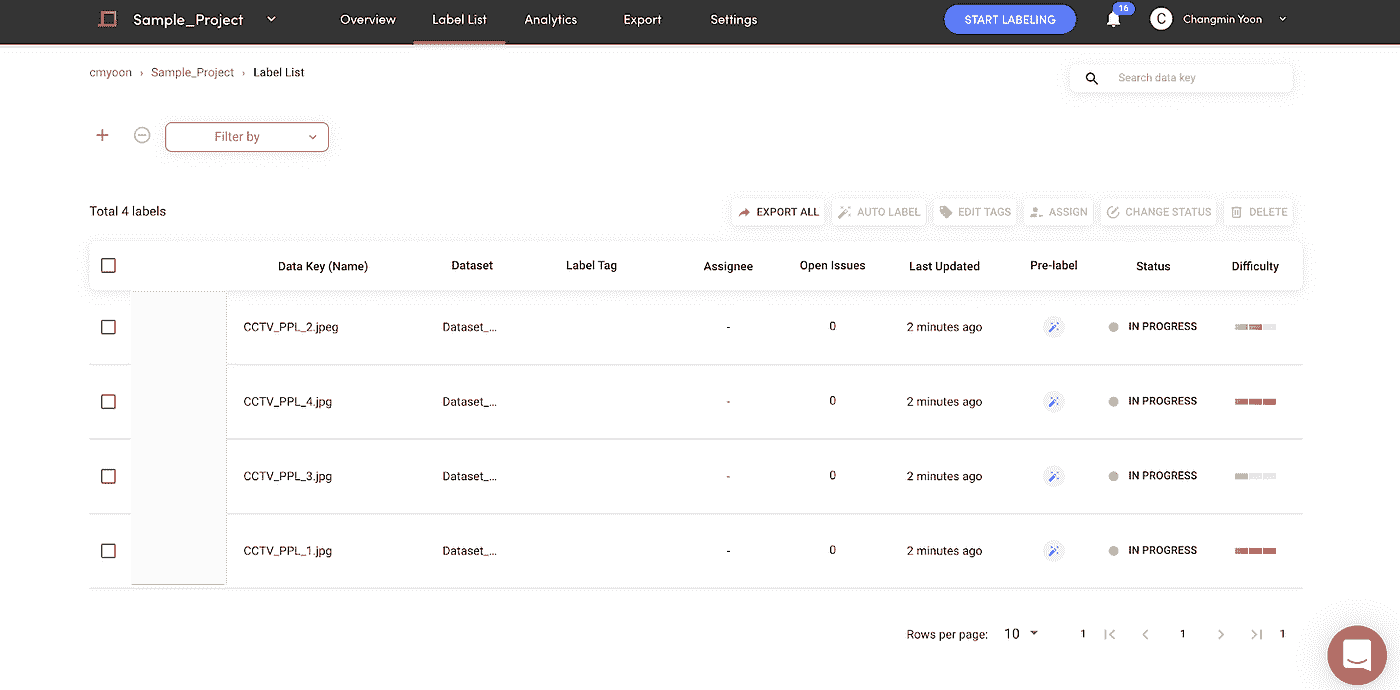 Sample_Project Overview Label List Analytics Export Settings START LABELING 16 C Changmin Yoon
cmyoon › Sample_Project › Label List Search data key
Filter by
Total 4 labels EXPORT ALL AUTO LABEL EDIT TAGS ASSIGN CHANGE STATUS DELETE
Data Key (Name) Dataset Label Tag Assignee Open Issues Last Updated Pre-label Status Difficulty
CCTV_PPL_2.jpeg Dataset_... - 0 2 minutes ago IN PROGRESS
CCTV_PPL_4.jpg Dataset_... - 0 2 minutes ago IN PROGRESS
CCTV_PPL_3.jpg Dataset_... - 0 2 minutes ago IN PROGRESS
CCTV_PPL_1.jpg Dataset_... - 0 2 minutes ago IN PROGRESS
Rows per page: 10 1 1 1